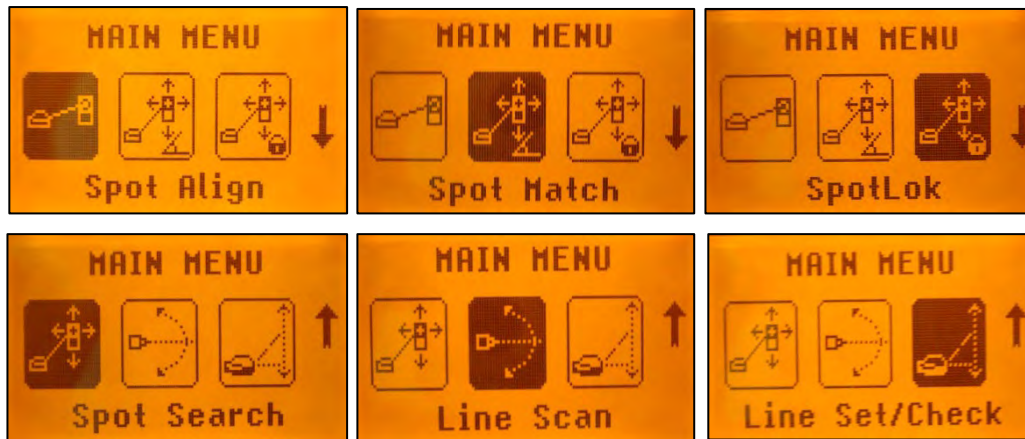 MAIN MENU
Spot Align
MAIN MENU
Spot Match
MAIN MENU
SpotLok
MAIN MENU
Spot Search
MAIN MENU
Line Scan
MAIN MENU
Line Set/Check